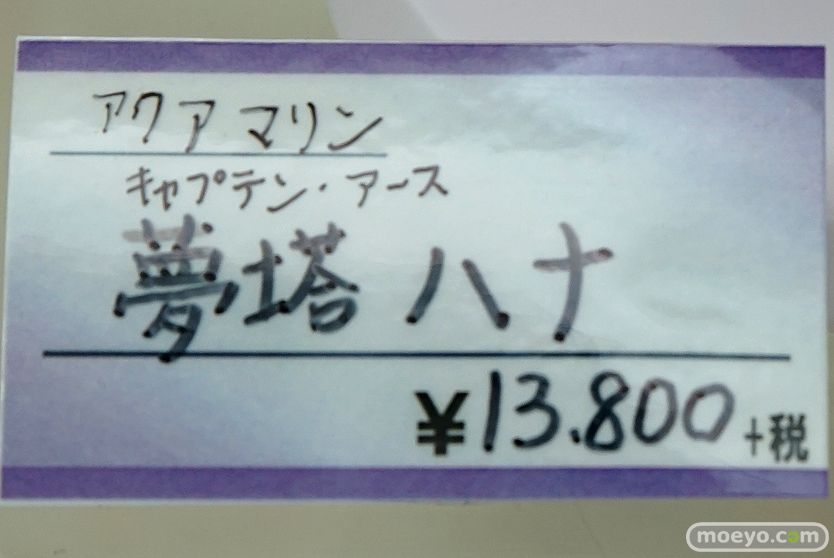 アクアマリン
キャプテン・アース
夢塔ハナ
¥13.800+税
moeyo.com